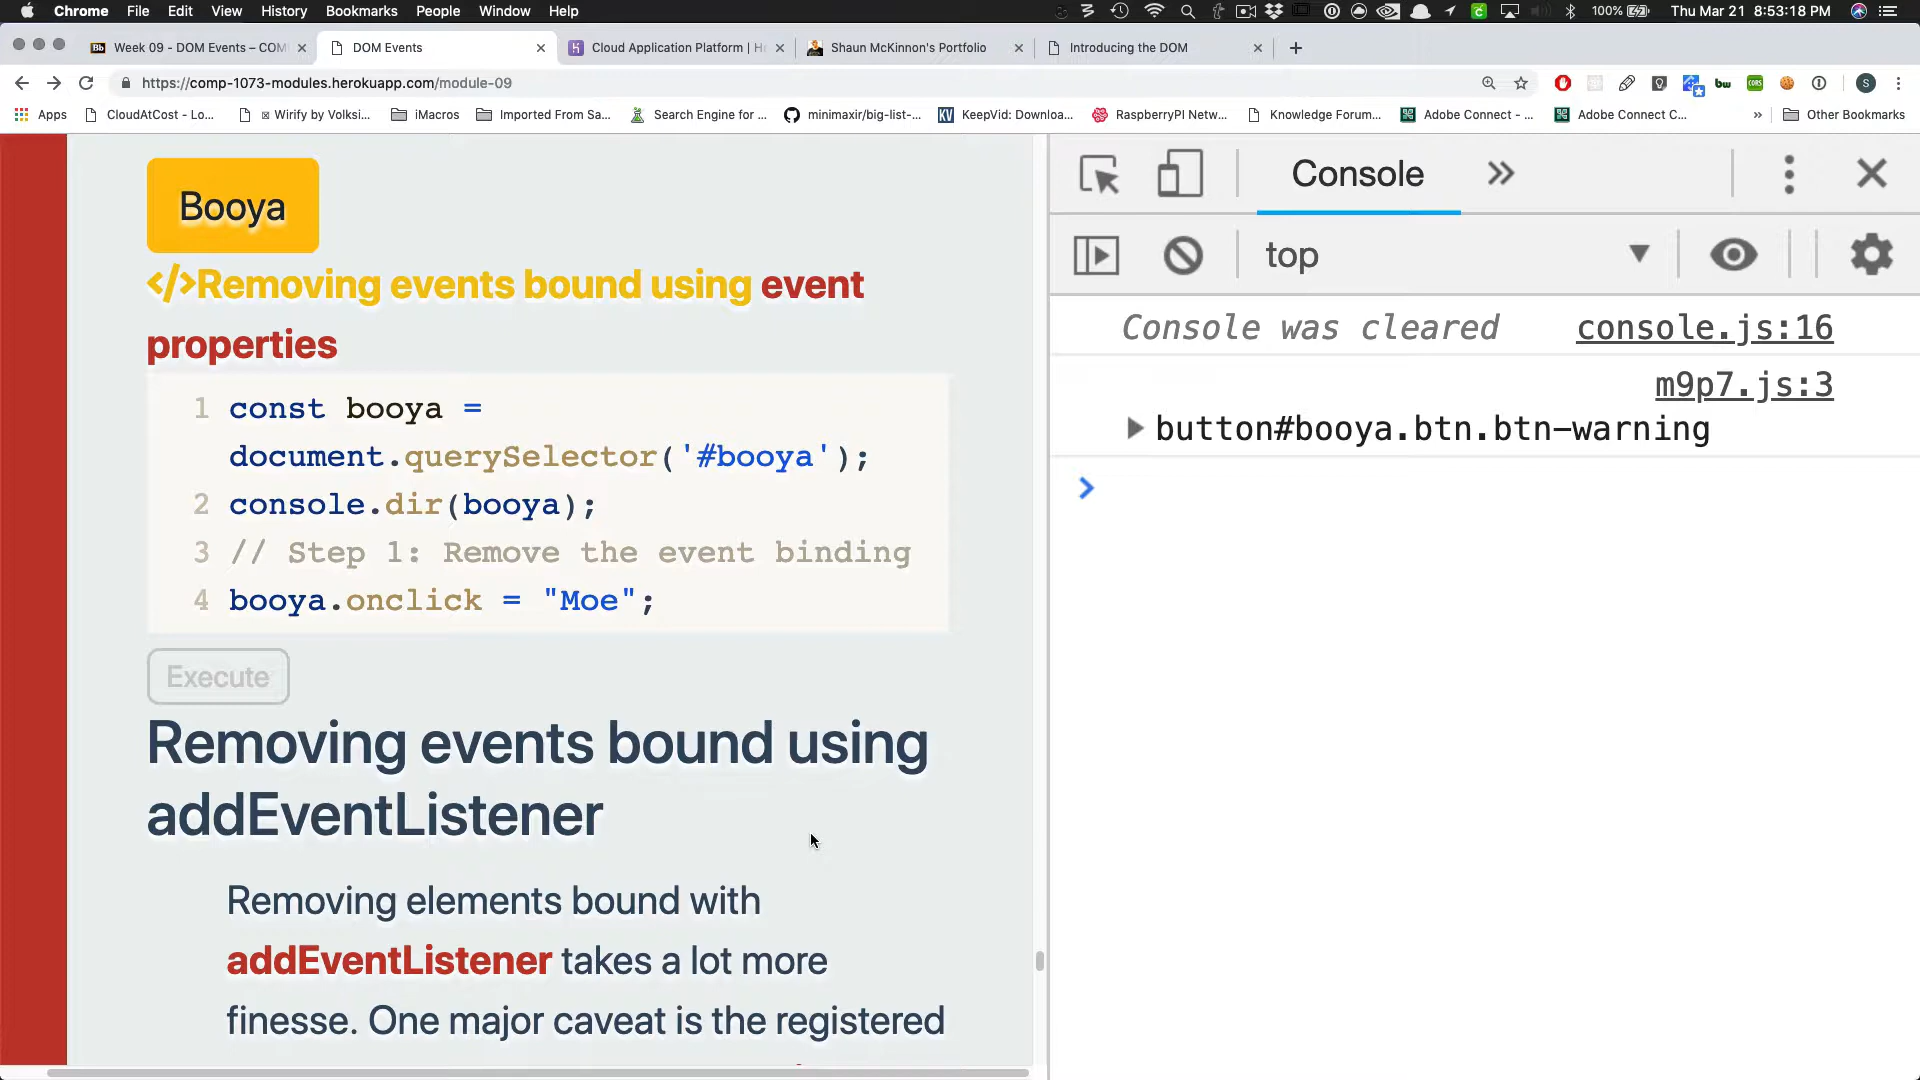 Chrome File Edit View History Bookmarks People Window Help 100% Thu Mar 21 8:53:18 PM
Week 09 - DOM Events – COM
DOM Events
Cloud Application Platform | He
Shaun McKinnon's Portfolio
Introducing the DOM
https://comp-1073-modules.herokuapp.com/module-09
Apps CloudAtCost - Lo... Wirify by Volksi... iMacros Imported From Sa... Search Engine for ... minimaxir/big-list-... KeepVid: Downloa... RaspberryPI Netw... Knowledge Forum... Adobe Connect - ... Adobe Connect C... » Other Bookmarks
Booya
</>Removing events bound using event
properties
1 const booya =
document.querySelector('#booya');
2 console.dir(booya);
3 // Step 1: Remove the event binding
4 booya.onclick = "Moe";
Execute
Removing events bound using
addEventListener
Removing elements bound with
addEventListener takes a lot more
finesse. One major caveat is the registered
Console
top
Console was cleared console.js:16
m9p7.js:3
button#booya.btn.btn-warning